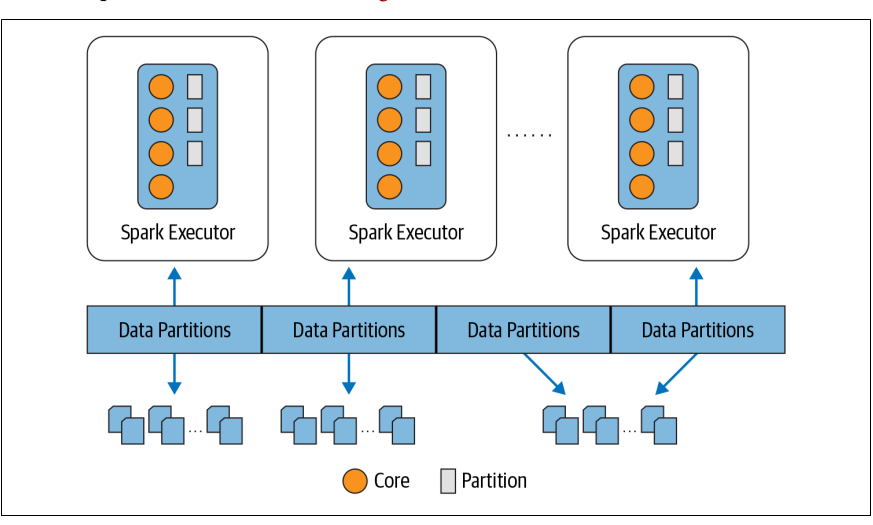 Spark Executor
Spark Executor
......
Spark Executor
Data Partitions
Data Partitions
Data Partitions
Data Partitions
...
...
...
Core
Partition